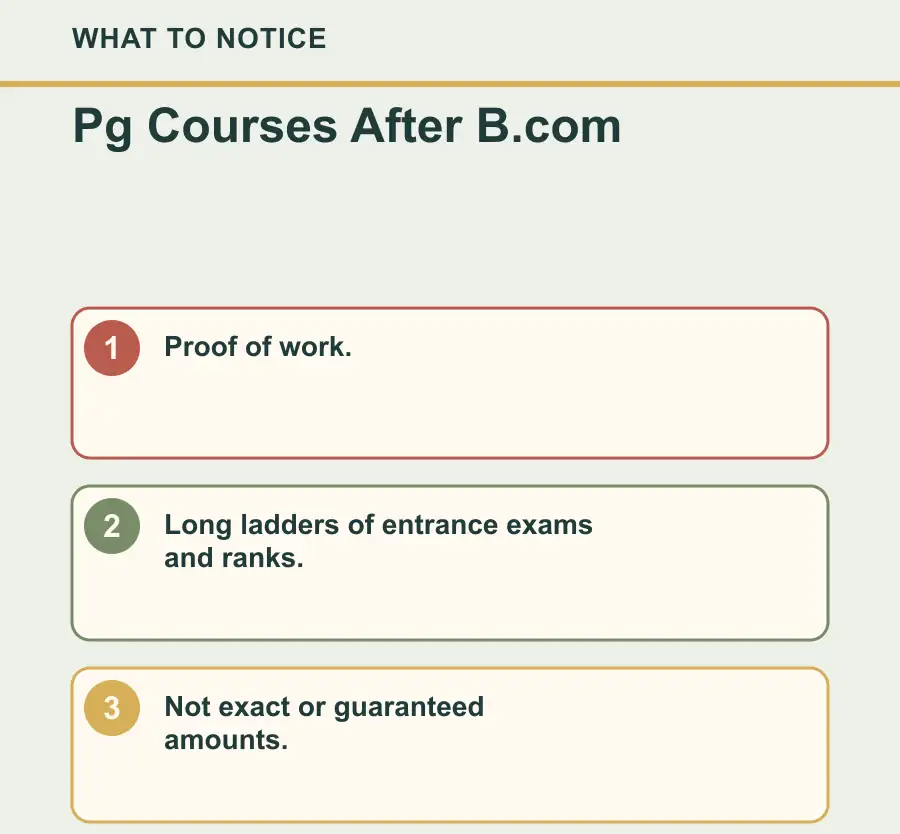 WHAT TO NOTICE
Pg Courses After B.com
1
Proof of work.
2
Long ladders of entrance exams
and ranks.
3
Not exact or guaranteed
amounts.